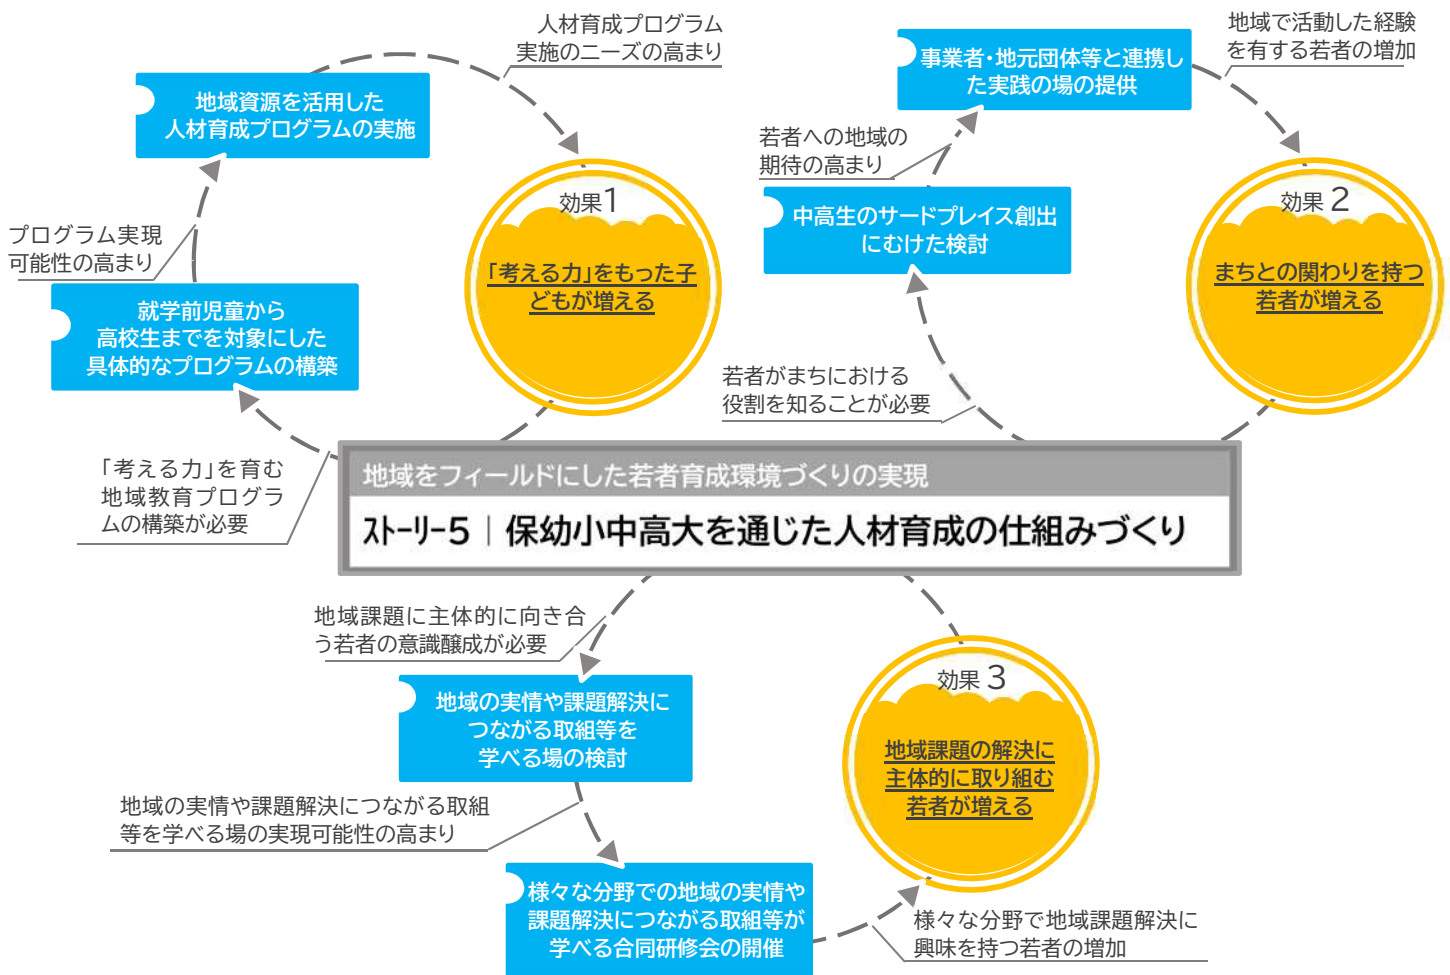 人材育成プログラム
実施のニーズの高まり
地域資源を活用した
人材育成プログラムの実施
プログラム実現
可能性の高まり
就学前児童から
高校生までを対象にした
具体的なプログラムの構築
「考える力」を育む
地域教育プログラ
ムの構築が必要
効果1
「考える力」をもった子
どもが増える
地域で活動した経験
を有する若者の増加
事業者・地元団体等と連携し
た実践の場の提供
若者への地域の
期待の高まり
中高生のサードプレイス創出
にむけた検討
若者がまちにおける
役割を知ることが必要
効果２
まちとの関わりを持つ
若者が増える
地域をフィールドにした若者育成環境づくりの実現
ｽﾄｰﾘｰ5｜保幼小中高大を通じた人材育成の仕組みづくり
地域課題に主体的に向き合
う若者の意識醸成が必要
地域の実情や課題解決に
つながる取組等を
学べる場の検討
地域の実情や課題解決につながる取組
等を学べる場の実現可能性の高まり
様々な分野での地域の実情や
課題解決につながる取組等が
学べる合同研修会の開催
効果３
地域課題の解決に
主体的に取り組む
若者が増える
様々な分野で地域課題解決に
興味を持つ若者の増加